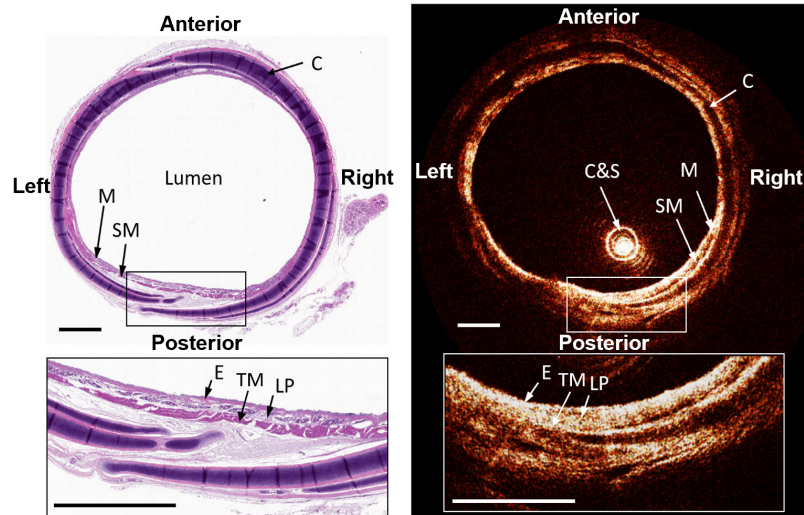 Anterior
C
Left
Lumen
Right
M
SM
Posterior
E
TM
LP
Anterior
C
Left
C&S
M
Right
SM
Posterior
E
TM
LP